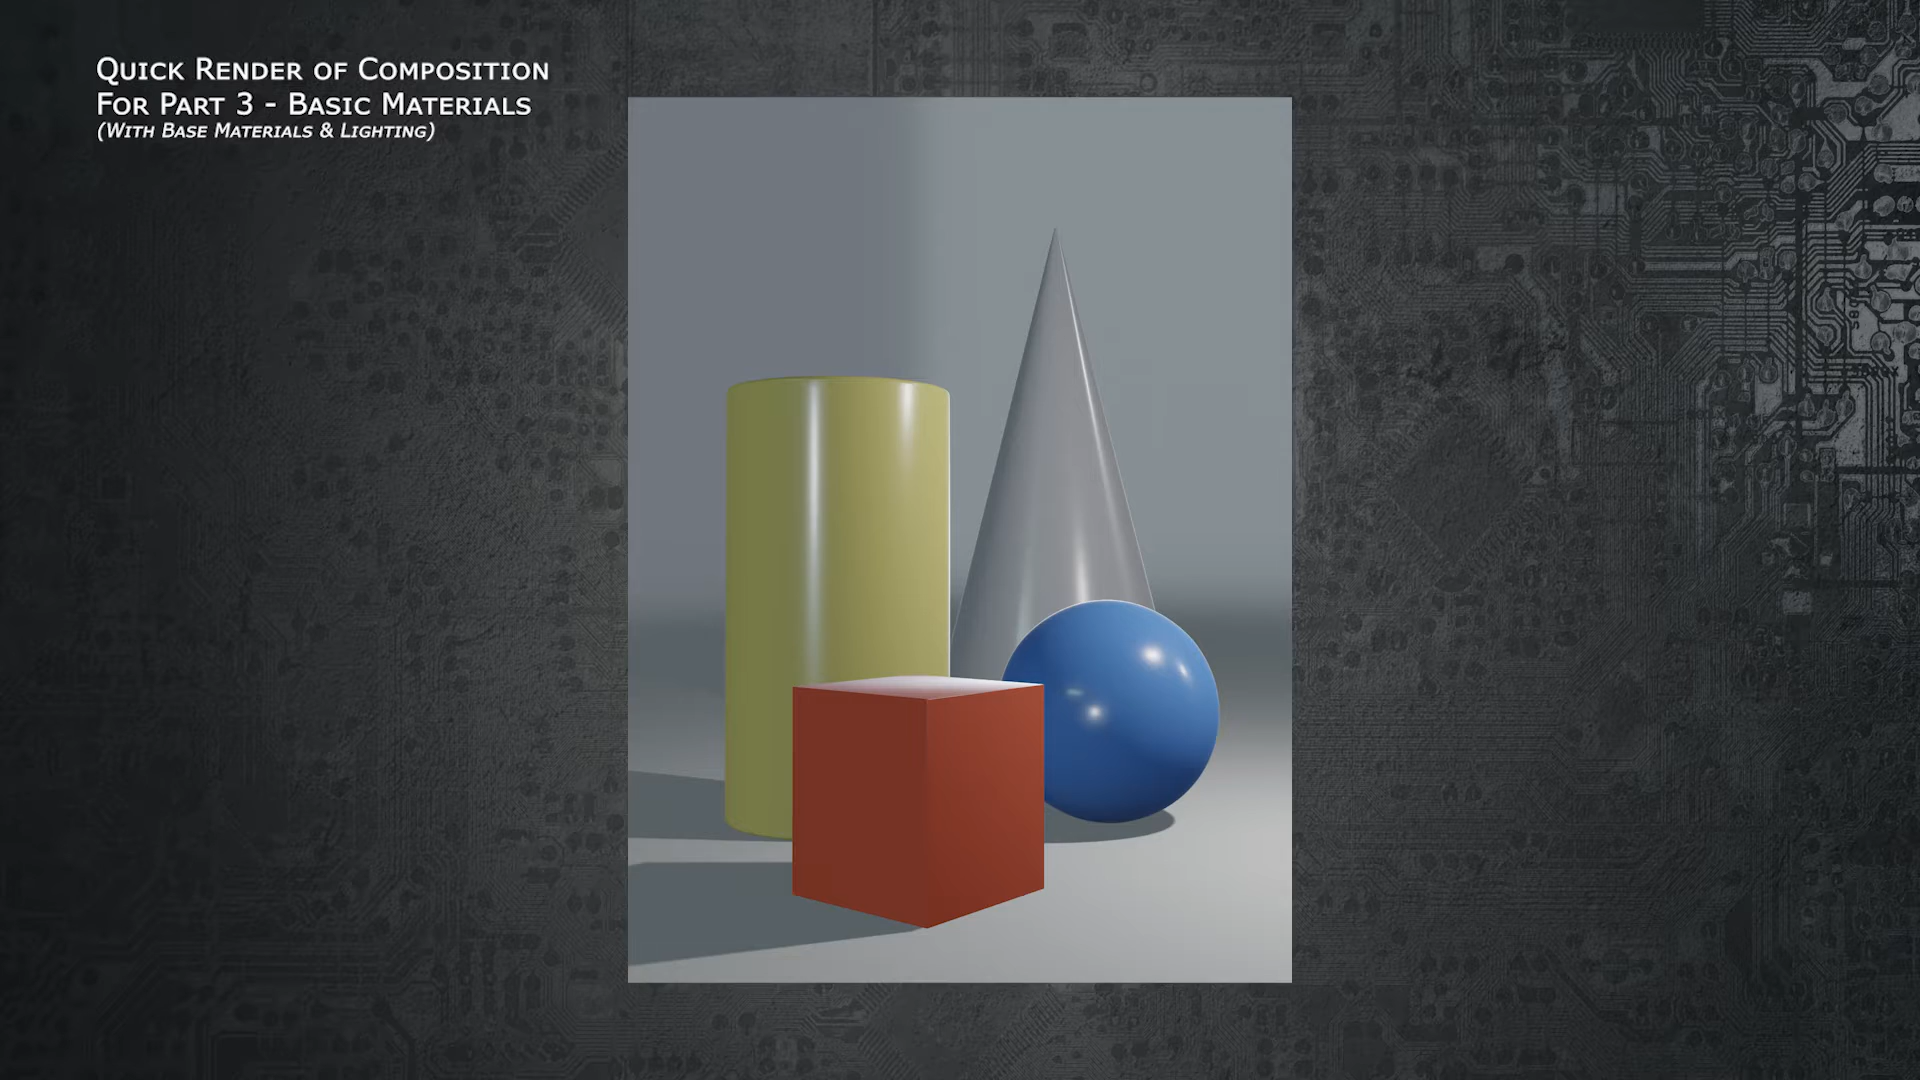 Quick Render of Composition
For Part 3 - Basic Materials
(With Base Materials & Lighting)